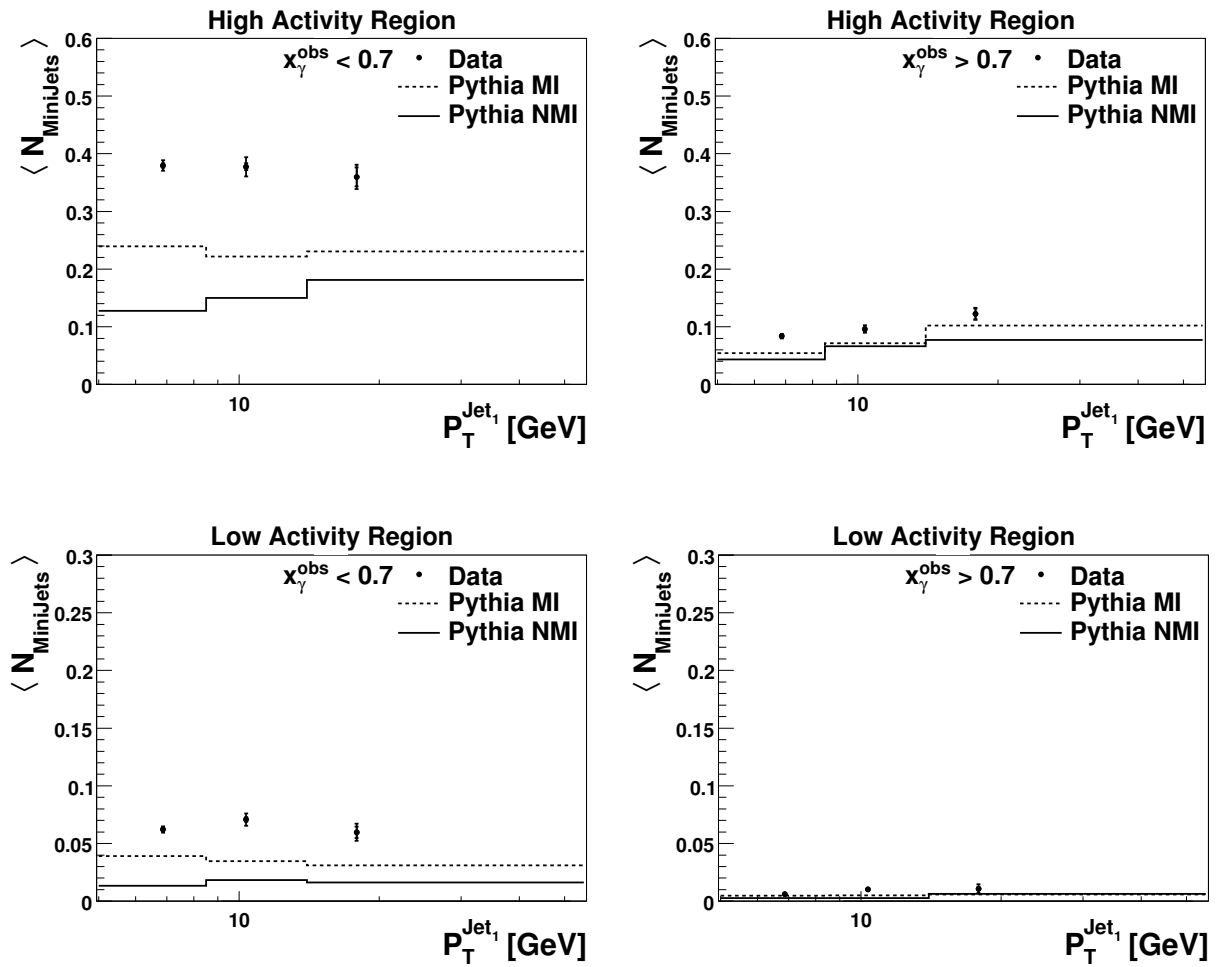 High Activity Region
⟨ N_MiniJets ⟩
0.6
0.5
0.4
0.3
0.2
0.1
0
x_γ^obs < 0.7
Data
Pythia MI
Pythia NMI
10
P_T^Jet_1 [GeV]
High Activity Region
⟨ N_MiniJets ⟩
0.6
0.5
0.4
0.3
0.2
0.1
0
x_γ^obs > 0.7
Data
Pythia MI
Pythia NMI
10
P_T^Jet_1 [GeV]
Low Activity Region
⟨ N_MiniJets ⟩
0.3
0.25
0.2
0.15
0.1
0.05
0
x_γ^obs < 0.7
Data
Pythia MI
Pythia NMI
10
P_T^Jet_1 [GeV]
Low Activity Region
⟨ N_MiniJets ⟩
0.3
0.25
0.2
0.15
0.1
0.05
0
x_γ^obs > 0.7
Data
Pythia MI
Pythia NMI
10
P_T^Jet_1 [GeV]